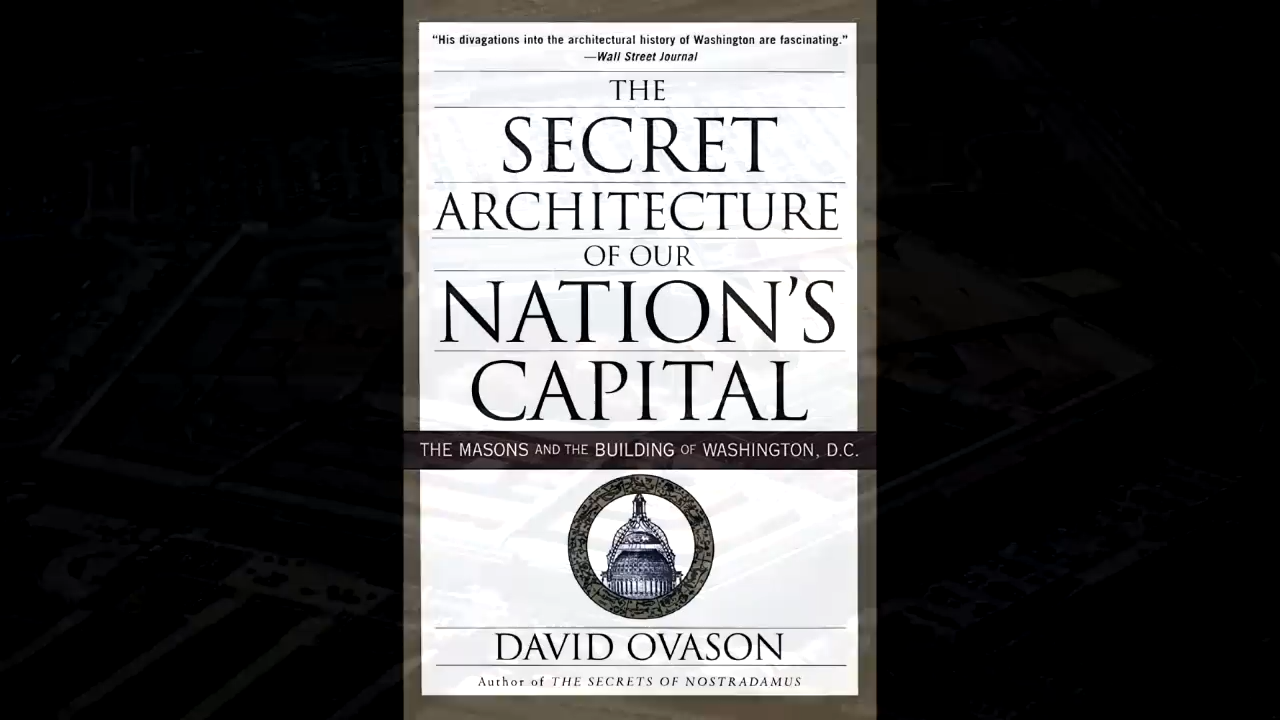 “His divagations into the architectural history of Washington are fascinating.”
—Wall Street Journal
THE
SECRET
ARCHITECTURE
OF OUR
NATION’S
CAPITAL
THE MASONS AND THE BUILDING OF WASHINGTON, D.C.
DAVID OVASON
Author of THE SECRETS OF NOSTRADAMUS